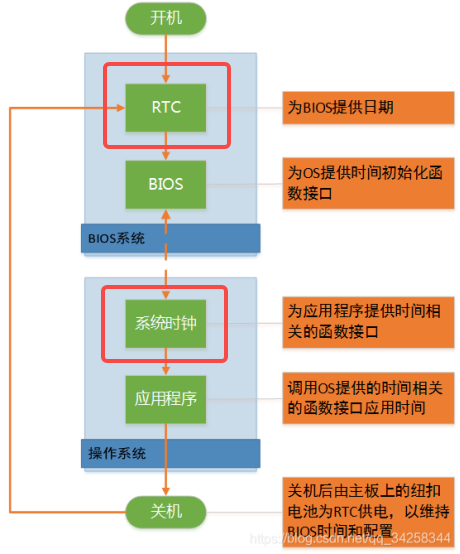 开机
RTC
为BIOS提供日期
BIOS
为OS提供时间初始化函
数接口
BIOS系统
系统时钟
为应用程序提供时间相
关的函数接口
应用程序
调用OS提供的时间相关
的函数接口应用时间
操作系统
关机
关机后由主板上的纽扣
电池为RTC供电，以维持
BIOS时间和配置
https://blog.csdn.net/qq_34258344